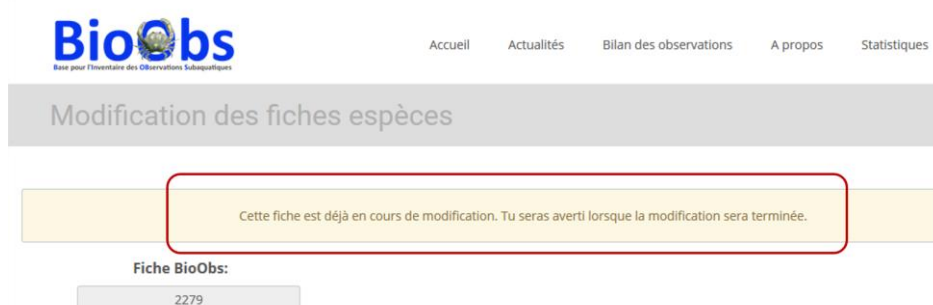 BioObs
Base pour l'Inventaire des OBservations Subaquatiques
Accueil Actualités Bilan des observations A propos Statistiques
Modification des fiches espèces
Cette fiche est déjà en cours de modification. Tu seras averti lorsque la modification sera terminée.
Fiche BioObs:
2279